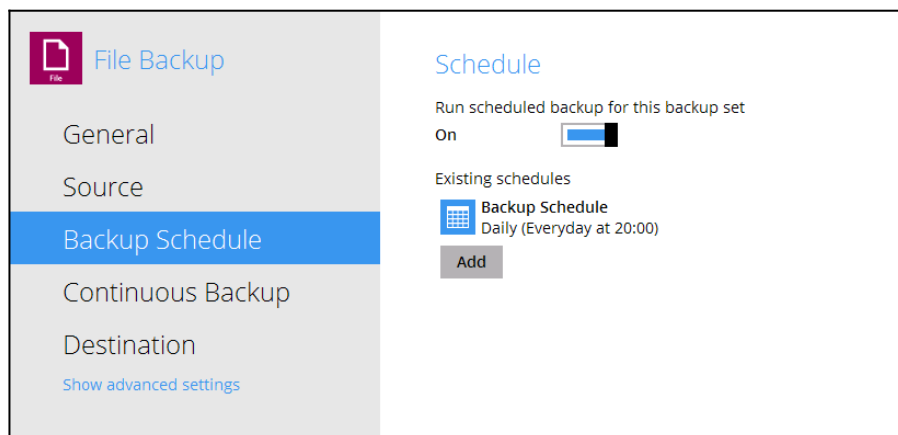 File
File Backup
General
Source
Backup Schedule
Continuous Backup
Destination
Show advanced settings
Schedule
Run scheduled backup for this backup set
On
Existing schedules
Backup Schedule
Daily (Everyday at 20:00)
Add